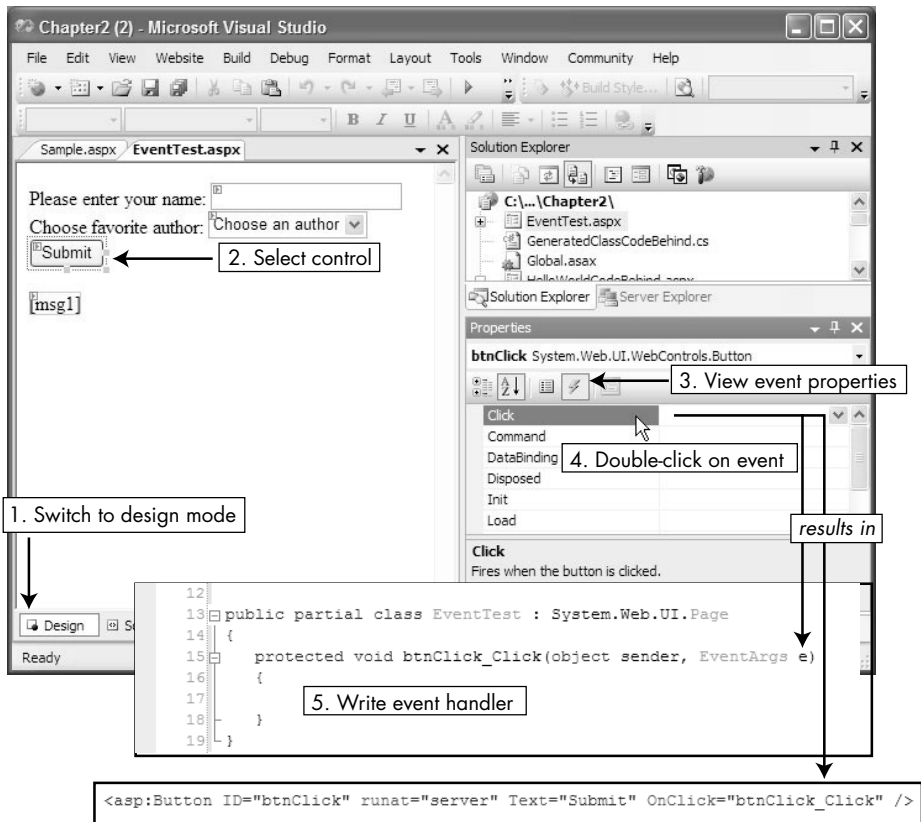 Chapter2 (2) - Microsoft Visual Studio
File Edit View Website Build Debug Format Layout Tools Window Community Help
Build Style...
B I U A
Sample.aspx EventTest.aspx
Please enter your name:
Choose favorite author: Choose an author
Submit
2. Select control
[msg1]
Solution Explorer
C:\...\Chapter2\
EventTest.aspx
GeneratedClassCodeBehind.cs
Global.asax
HelloWorldCodeBehind.aspx
Solution Explorer Server Explorer
Properties
btnClick System.Web.UI.WebControls.Button
3. View event properties
Click
Command
DataBinding
4. Double-click on event
Disposed
Init
Load
results in
Click
Fires when the button is clicked.
1. Switch to design mode
Design
Ready
12
13 public partial class EventTest : System.Web.UI.Page
14 {
15 protected void btnClick_Click(object sender, EventArgs e)
16 {
17
5. Write event handler
18 }
19 }
<asp:Button ID="btnClick" runat="server" Text="Submit" OnClick="btnClick_Click" />